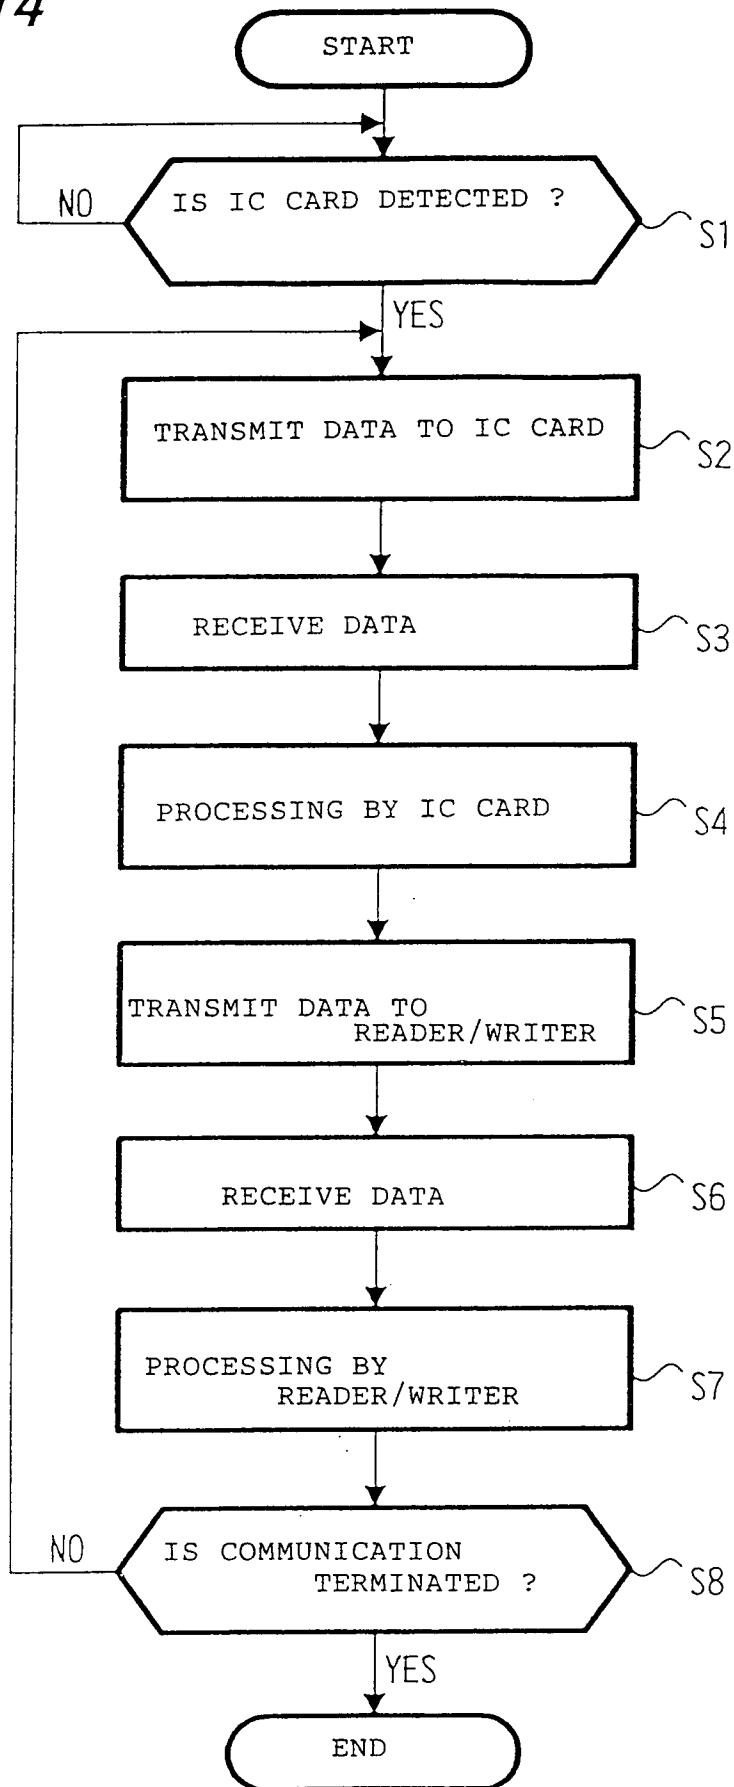 14
START
IS IC CARD DETECTED ?
NO
S1
YES
TRANSMIT DATA TO IC CARD
S2
RECEIVE DATA
S3
PROCESSING BY IC CARD
S4
TRANSMIT DATA TO
READER/WRITER
S5
RECEIVE DATA
S6
PROCESSING BY
READER/WRITER
S7
IS COMMUNICATION
TERMINATED ?
NO
S8
YES
END